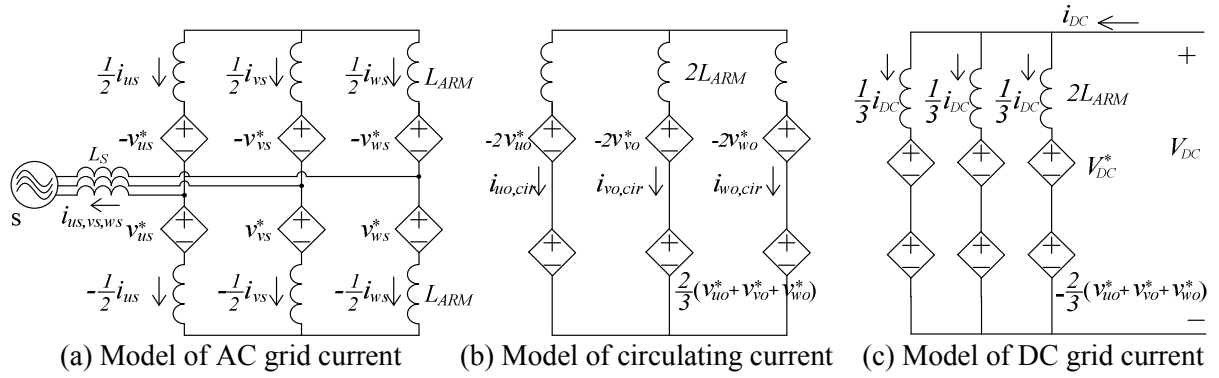 ½ i_us
½ i_vs
½ i_ws
L_ARM
-v*_us
-v*_vs
-v*_ws
L_S
S
i_us,vs,ws
v*_us
v*_vs
v*_ws
-½ i_us
-½ i_vs
-½ i_ws
L_ARM
(a) Model of AC grid current
2L_ARM
-2v*_uo
-2v*_vo
-2v*_wo
i_uo,cir
i_vo,cir
i_wo,cir
⅔(v*_uo + v*_vo + v*_wo)
(b) Model of circulating current
i_DC
⅓ i_DC
⅓ i_DC
⅓ i_DC
2L_ARM
+
V*_DC
V_DC
-⅔(v*_uo + v*_vo + v*_wo)
−
(c) Model of DC grid current